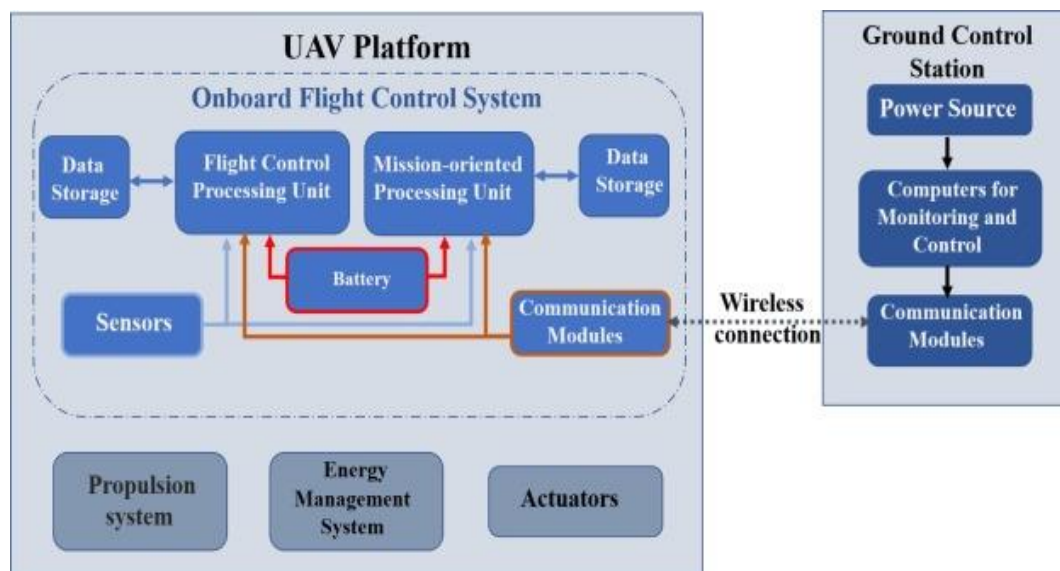 UAV Platform
Onboard Flight Control System
Data
Storage
Flight Control
Processing Unit
Mission-oriented
Processing Unit
Data
Storage
Battery
Sensors
Communication
Modules
Propulsion
system
Energy
Management
System
Actuators
Wireless
connection
Ground Control
Station
Power Source
Computers for
Monitoring and
Control
Communication
Modules